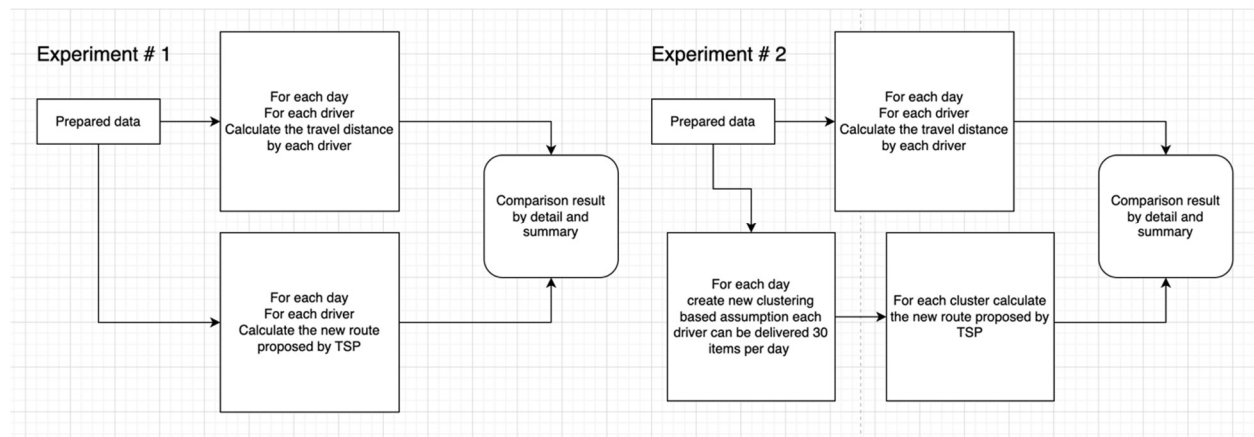 Experiment # 1
Prepared data
For each day
For each driver
Calculate the travel distance
by each driver
For each day
For each driver
Calculate the new route
proposed by TSP
Comparison result
by detail and
summary
Experiment # 2
Prepared data
For each day
For each driver
Calculate the travel distance
by each driver
For each day
create new clustering
based assumption each
driver can be delivered 30
items per day
For each cluster calculate
the new route proposed by
TSP
Comparison result
by detail and
summary